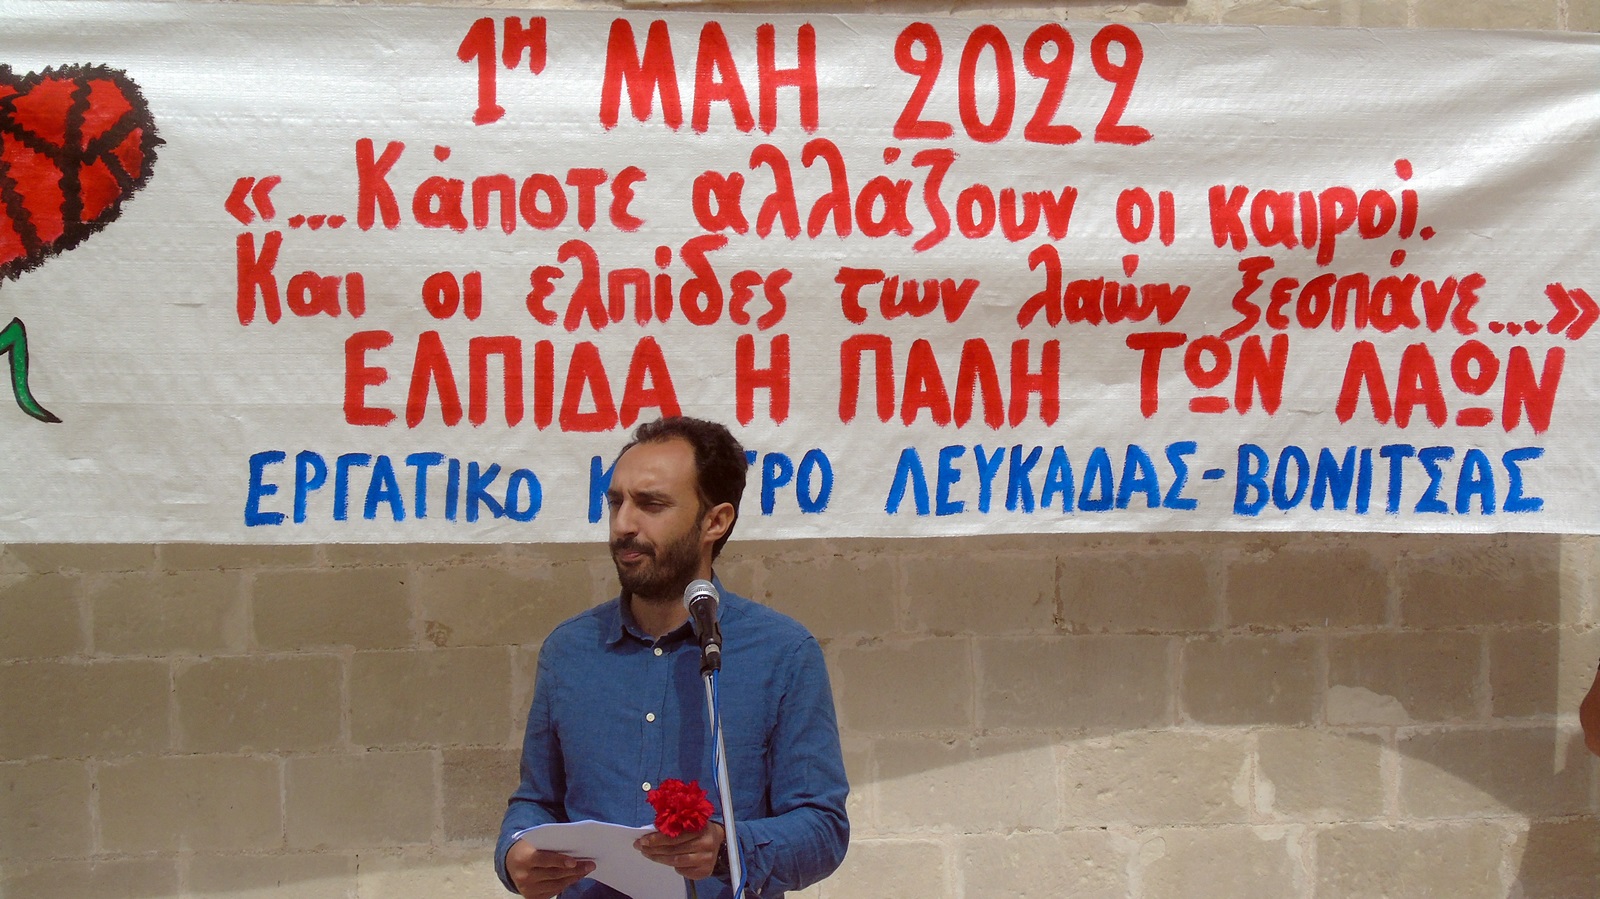 1η ΜΑΗ 2022
«...Κάποτε αλλάζουν οι καιροί.
Και οι ελπίδες των λαών ξεσπάνε...»
ΕΛΠΙΔΑ Η ΠΑΛΗ ΤΩΝ ΛΑΩΝ
ΕΡΓΑΤΙΚΟ ΛΕΥΚΑΔΑΣ-ΒΟΝΙΤΣΑΣ